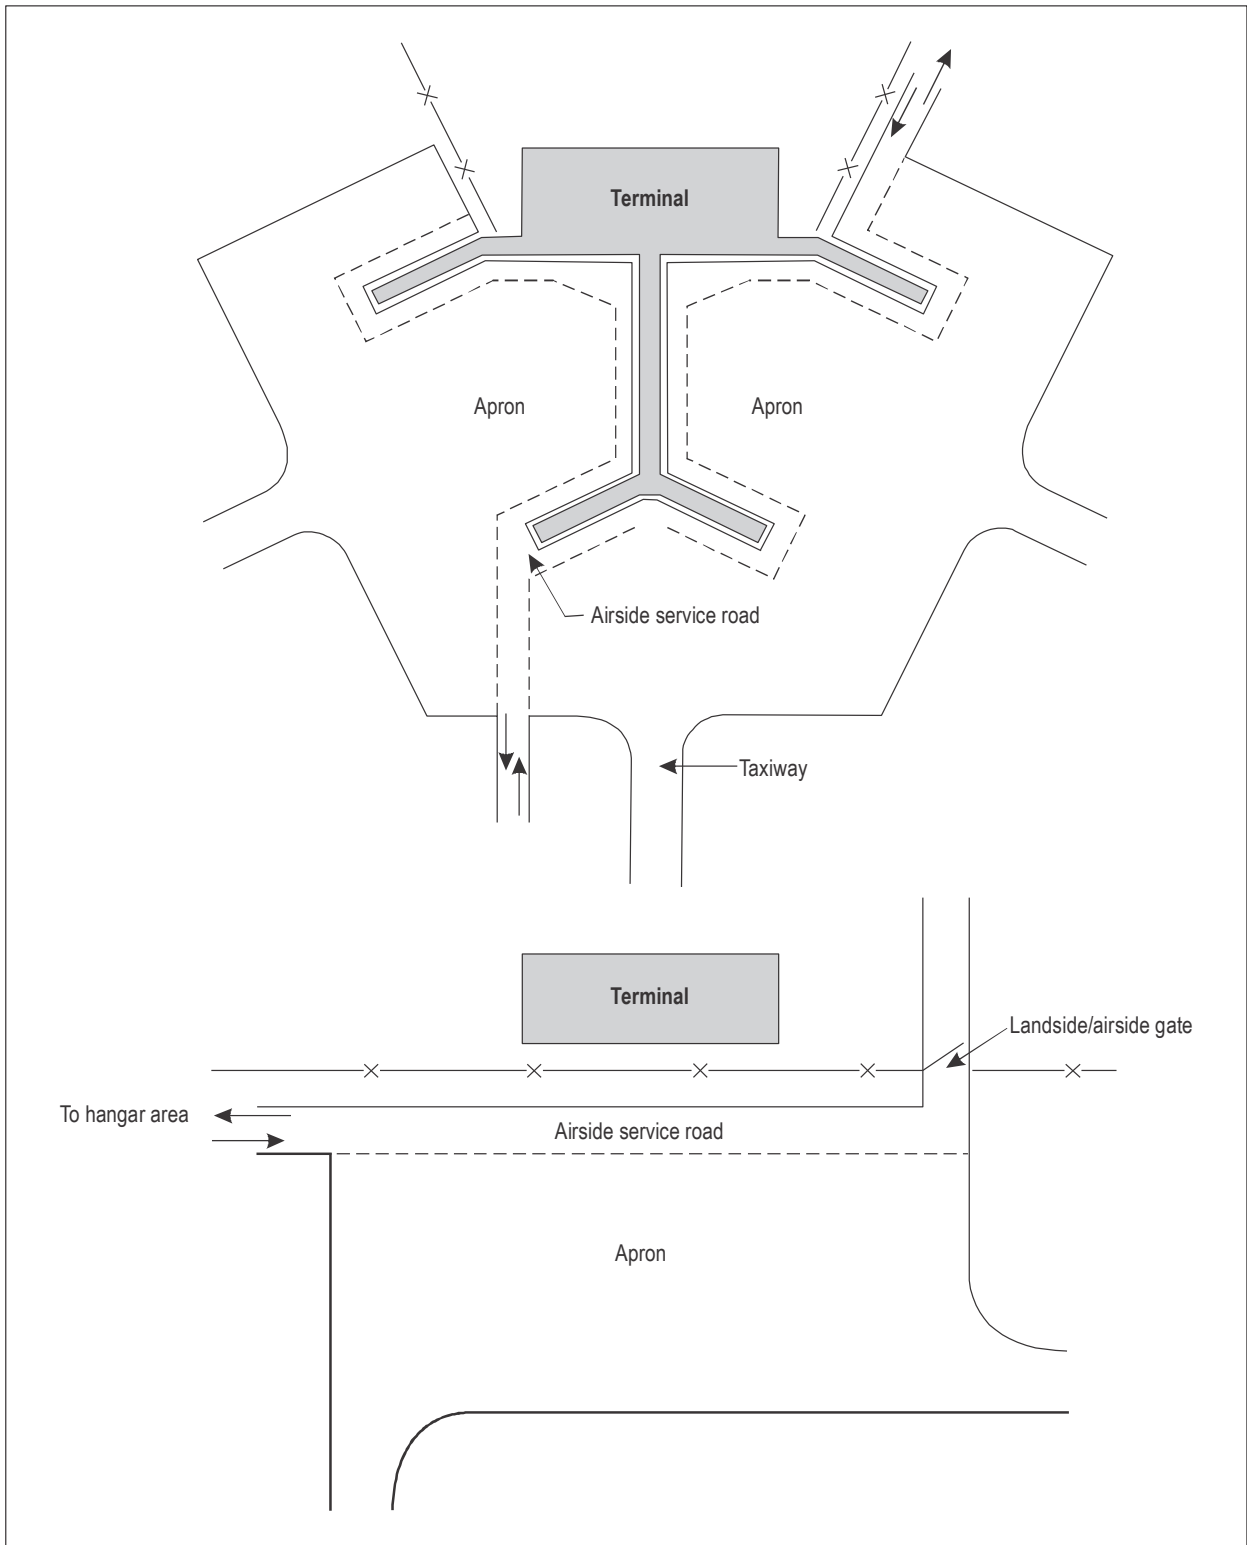 Terminal
Apron
Apron
Airside service road
Taxiway
Terminal
Landside/airside gate
To hangar area
Airside service road
Apron